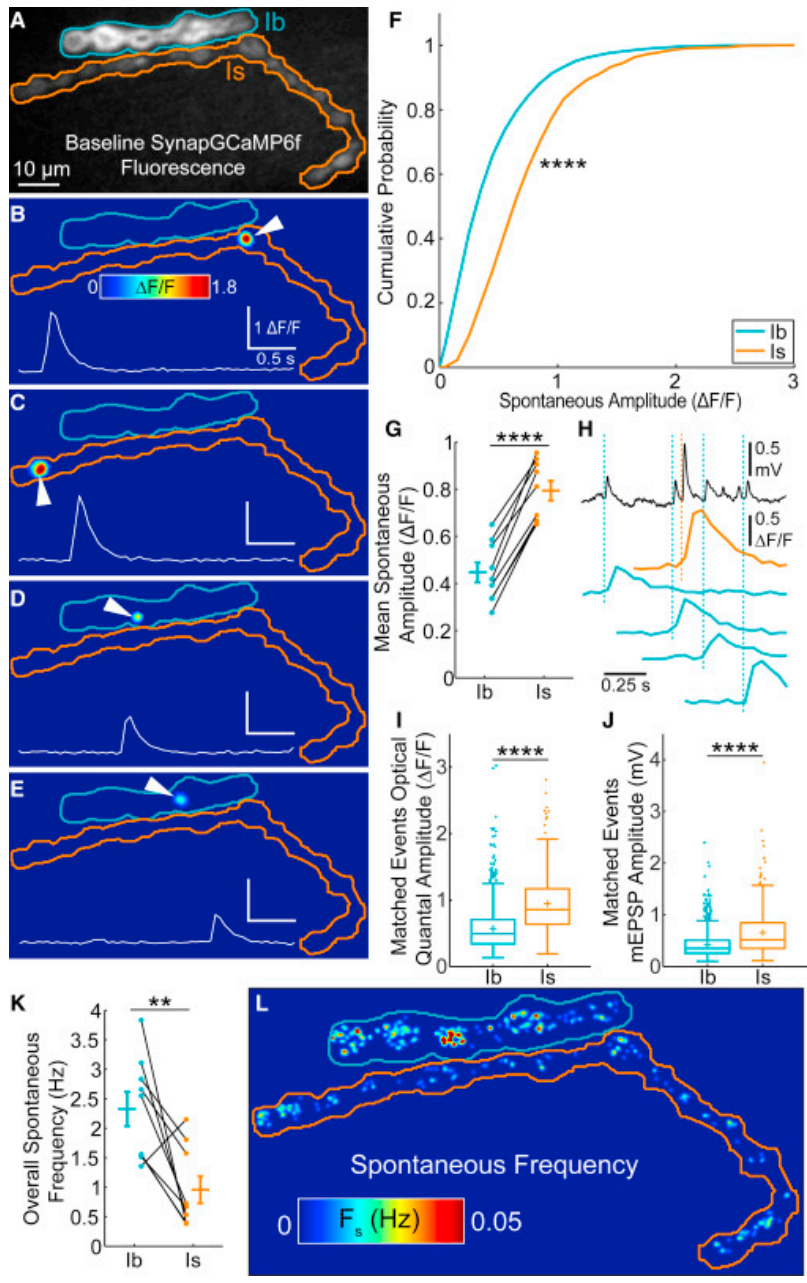 A
Ib
Is
Baseline SynapGCaMP6f
Fluorescence
10 µm
B
0 ΔF/F 1.8
1 ΔF/F
0.5 s
C
D
E
F
Cumulative Probability
1
0.8
0.6
0.4
0.2
0
****
Ib
Is
0 1 2 3
Spontaneous Amplitude (ΔF/F)
G
Mean Spontaneous
Amplitude (ΔF/F)
1
0.8
0.6
0.4
0.2
0
****
Ib Is
H
0.5
mV
0.5
ΔF/F
0.25 s
I
Matched Events Optical
Quantal Amplitude (ΔF/F)
3
2
1
0
****
Ib Is
J
Matched Events
mEPSP Amplitude (mV)
4
3
2
1
0
****
Ib Is
K
Overall Spontaneous
Frequency (Hz)
4
3.5
3
2.5
2
1.5
1
0.5
0
**
Ib Is
L
Spontaneous Frequency
0 Fs (Hz) 0.05